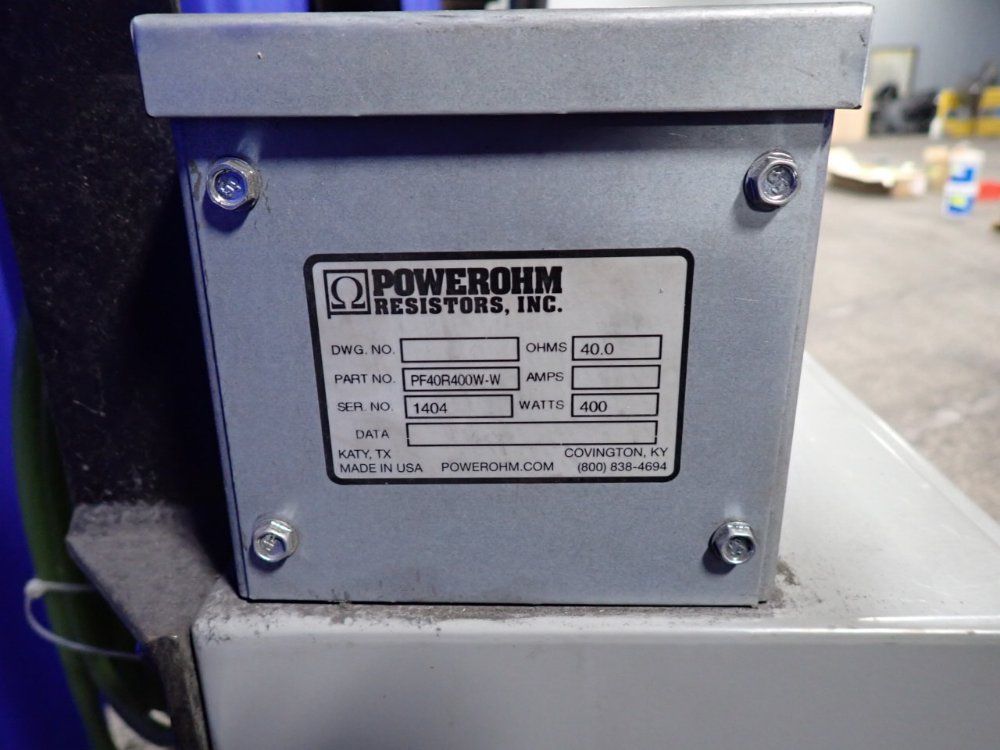 Ω POWEROHM
RESISTORS, INC.
DWG. NO. OHMS 40.0
PART NO. PF40R400W-W AMPS
SER. NO. 1404 WATTS 400
DATA
KATY, TX COVINGTON, KY
MADE IN USA POWEROHM.COM (800) 838-4694